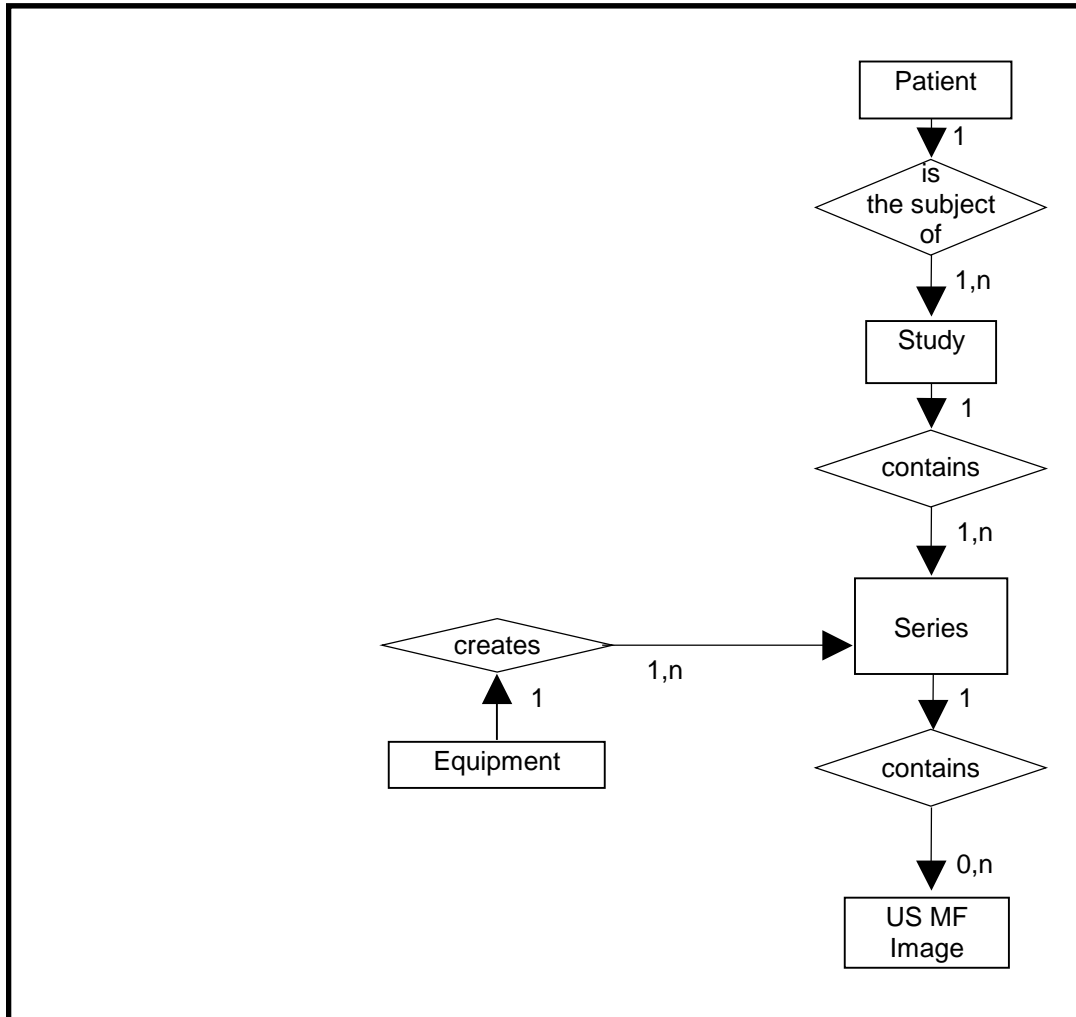 Patient
1
is
the subject
of
1,n
Study
1
contains
1,n
Series
creates
1,n
1
1
Equipment
contains
0,n
US MF
Image